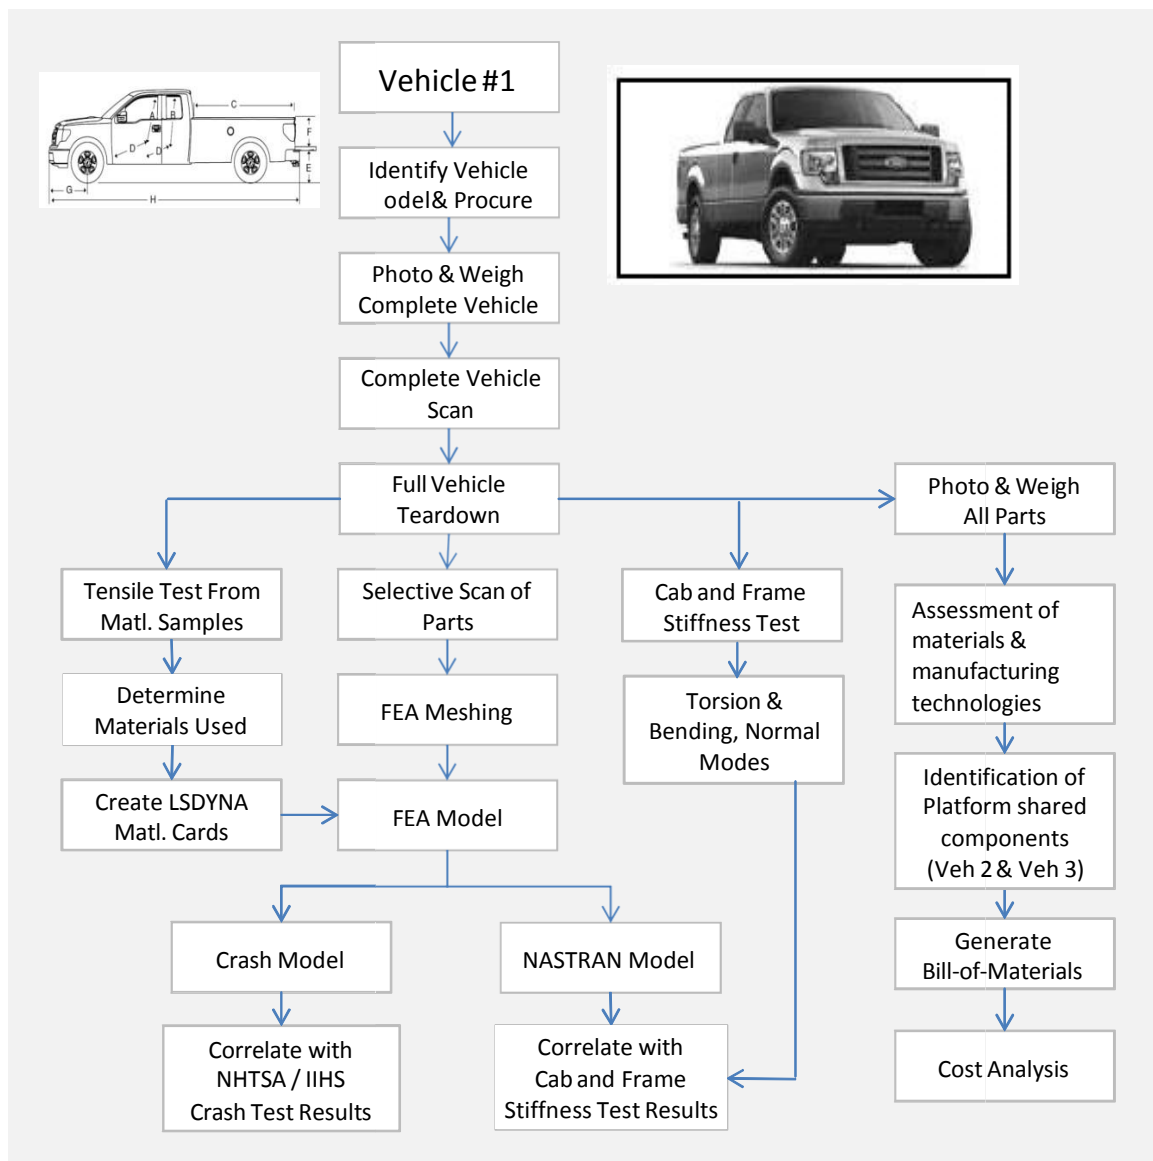 Vehicle #1
Identify Vehicle
odel& Procure
Photo & Weigh
Complete Vehicle
Complete Vehicle
Scan
Full Vehicle
Teardown
Photo & Weigh
All Parts
Tensile Test From
Matl. Samples
Selective Scan of
Parts
Cab and Frame
Stiffness Test
Assessment of
materials &
manufacturing
technologies
Determine
Materials Used
FEA Meshing
Torsion &
Bending, Normal
Modes
Create LSDYNA
Matl. Cards
FEA Model
Identification of
Platform shared
components
(Veh 2 & Veh 3)
Crash Model
NASTRAN Model
Generate
Bill-of-Materials
Correlate with
NHTSA / IIHS
Crash Test Results
Correlate with
Cab and Frame
Stiffness Test Results
Cost Analysis
A
B
C
D
D
E
F
G
H